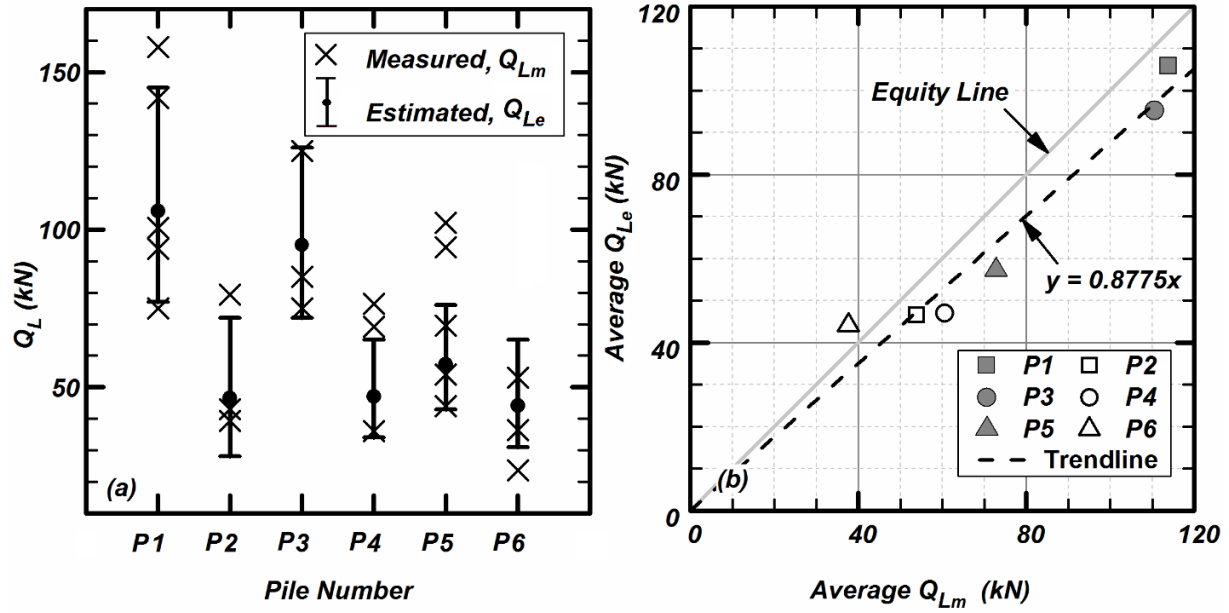 Measured, Q_Lm
Estimated, Q_Le
150
100
50
Q_L (kN)
(a)
P1 P2 P3 P4 P5 P6
Pile Number
120
80
40
0
Average Q_Le (kN)
Equity Line
y = 0.8775x
P1 P2
P3 P4
P5 P6
Trendline
(b)
0 40 80 120
Average Q_Lm (kN)